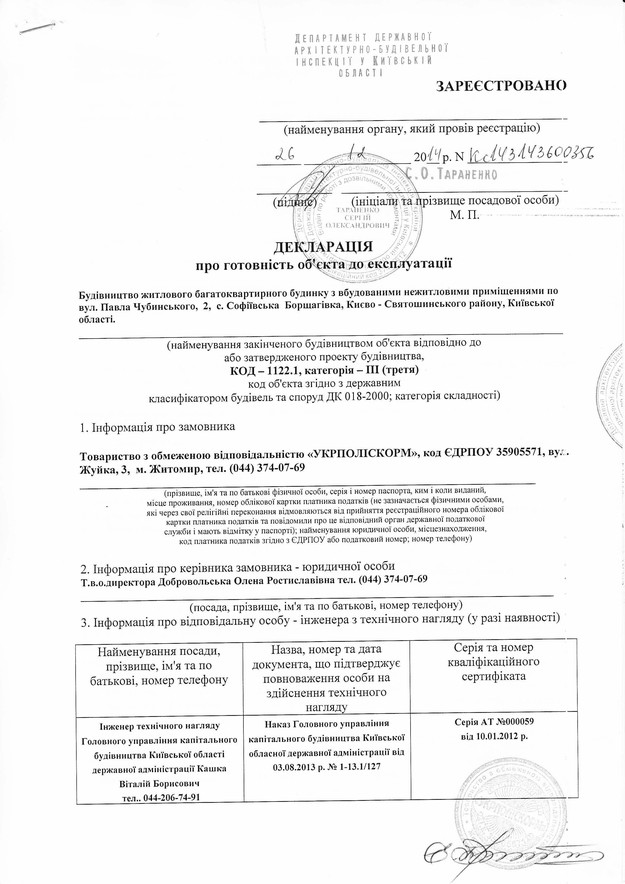 ДЕПАРТАМЕНТ ДЕРЖАВНОЇ
АРХІТЕКТУРНО-БУДІВЕЛЬНОЇ
ІНСПЕКЦІЇ У КИЇВСЬКІЙ
ОБЛАСТІ
ЗАРЕЄСТРОВАНО
(найменування органу, який провів реєстрацію)
26 12 2014 р. N Кс143143600356
С.О.ТАРАНЕНКО
(підпис) (ініціали та прізвище посадової особи)
М. П.
ТАРАНЕНКО
СЕРГІЙ
ОЛЕКСАНДРОВИЧ
ДЕКЛАРАЦІЯ
про готовність об'єкта до експлуатації
Будівництво житлового багатоквартирного будинку з вбудованими нежитловими приміщеннями по
вул. Павла Чубинського, 2, с. Софіївська Борщагівка, Києво - Святошинського району, Київської
області.
(найменування закінченого будівництвом об'єкта відповідно до
або затвердженого проекту будівництва,
КОД – 1122.1, категорія – ІІІ (третя)
код об'єкта згідно з державним
класифікатором будівель та споруд ДК 018-2000; категорія складності)
1. Інформація про замовника
Товариство з обмеженою відповідальністю «УКРПОЛІСКОРМ», код ЄДРПОУ 35905571, вул.
Жуйка, 3, м. Житомир, тел. (044) 374-07-69
(прізвище, ім'я та по батькові фізичної особи, серія і номер паспорта, ким і коли виданий,
місце проживання, номер облікової картки платника податків (не зазначається фізичними особами,
які через свої релігійні переконання відмовляються від прийняття реєстраційного номера облікової
картки платника податків та повідомили про це відповідний орган державної податкової
служби і мають відмітку у паспорті); найменування юридичної особи, місцезнаходження,
код платника податків згідно з ЄДРПОУ або податковий номер; номер телефону)
2. Інформація про керівника замовника - юридичної особи
Т.в.о.директора Добровольська Олена Ростиславівна тел. (044) 374-07-69
(посада, прізвище, ім'я та по батькові, номер телефону)
3. Інформація про відповідальну особу - інженера з технічного нагляду (у разі наявності)
Найменування посади,
прізвище, ім'я та по
батькові, номер телефону
Назва, номер та дата
документа, що підтверджує
повноваження особи на
здійснення технічного
нагляду
Серія та номер
кваліфікаційного
сертифіката
Інженер технічного нагляду
Головного управління капітального
будівництва Київської області
державної адміністрації Кашка
Віталій Борисович
тел.. 044-206-74-91
Наказ Головного управління
капітального будівництва Київської
обласної державної адміністрації від
03.08.2013 р. № 1-13.1/127
Серія АТ №000059
від 10.01.2012 р.